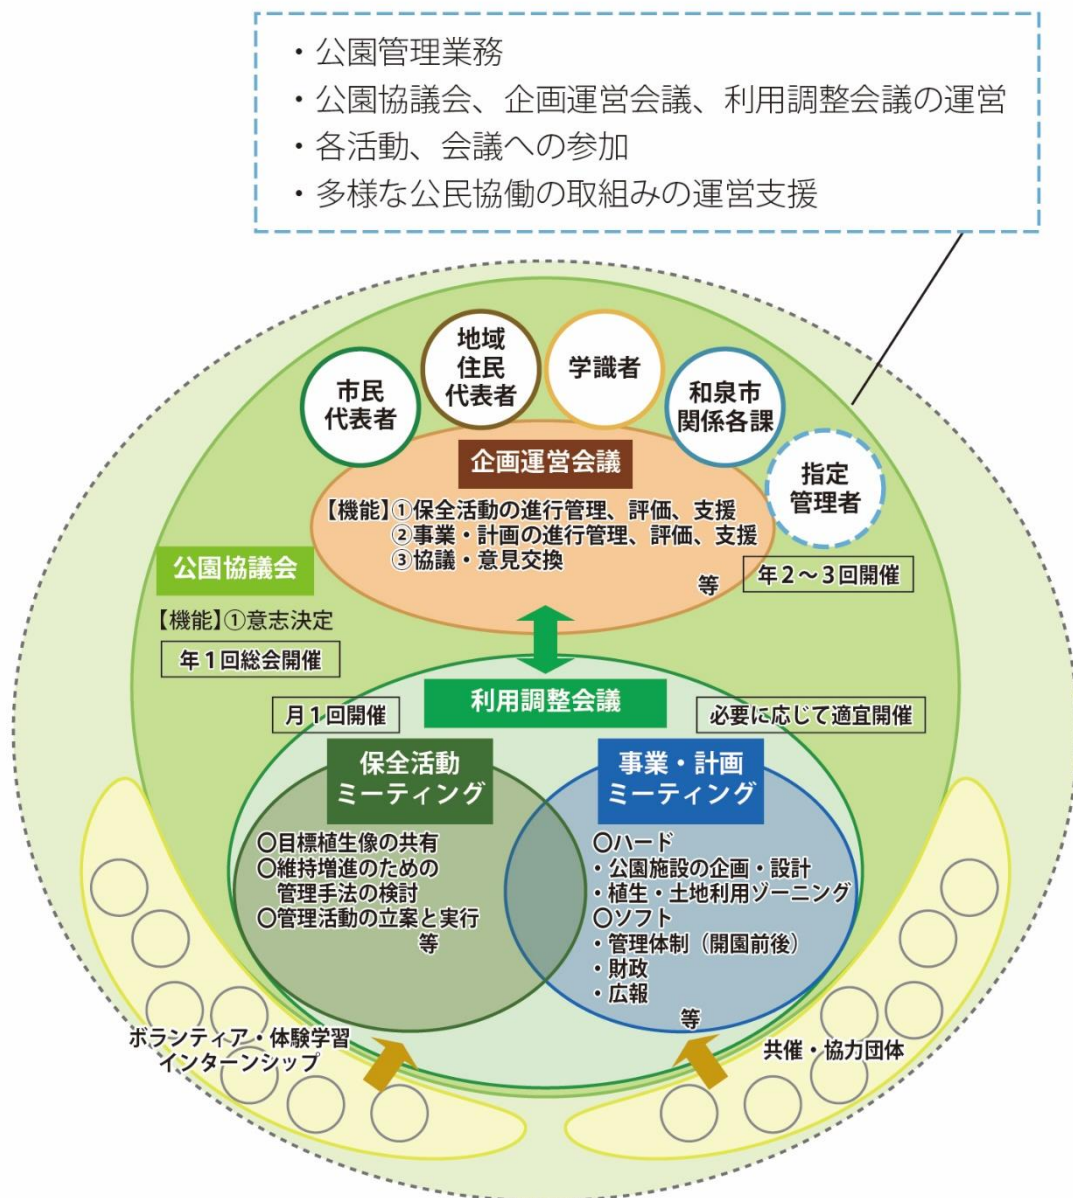 ・公園管理業務
・公園協議会、企画運営会議、利用調整会議の運営
・各活動、会議への参加
・多様な公民協働の取組みの運営支援
市民
代表者
地域
住民
代表者
学識者
和泉市
関係各課
指定
管理者
企画運営会議
【機能】①保全活動の進行管理、評価、支援
②事業・計画の進行管理、評価、支援
③協議・意見交換
等
年2～3回開催
公園協議会
【機能】①意志決定
年1回総会開催
利用調整会議
月1回開催
必要に応じて適宜開催
保全活動
ミーティング
〇目標植生像の共有
〇維持増進のための
管理手法の検討
〇管理活動の立案と実行
等
事業・計画
ミーティング
〇ハード
・公園施設の企画・設計
・植生・土地利用ゾーニング
〇ソフト
・管理体制（開園前後）
・財政
・広報
等
ボランティア・体験学習
インターンシップ
共催・協力団体